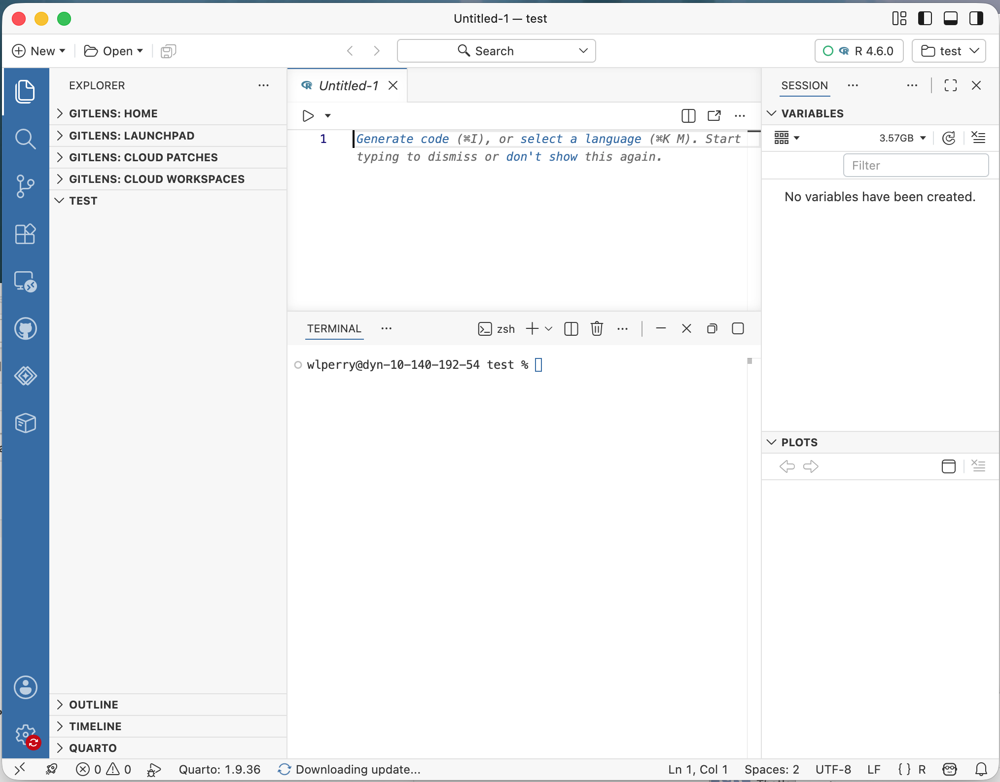 Untitled-1 — test
New
Open
Search
R 4.6.0
test
EXPLORER
GITLENS: HOME
GITLENS: LAUNCHPAD
GITLENS: CLOUD PATCHES
GITLENS: CLOUD WORKSPACES
TEST
OUTLINE
TIMELINE
QUARTO
Untitled-1
1
Generate code (⌘I), or select a language (⌘K M). Start
typing to dismiss or don't show this again.
TERMINAL
zsh
wlperry@dyn-10-140-192-54 test %
SESSION
VARIABLES
3.57GB
Filter
No variables have been created.
PLOTS
0
0
Quarto: 1.9.36
Downloading update...
Ln 1, Col 1
Spaces: 2
UTF-8
LF
{ } R